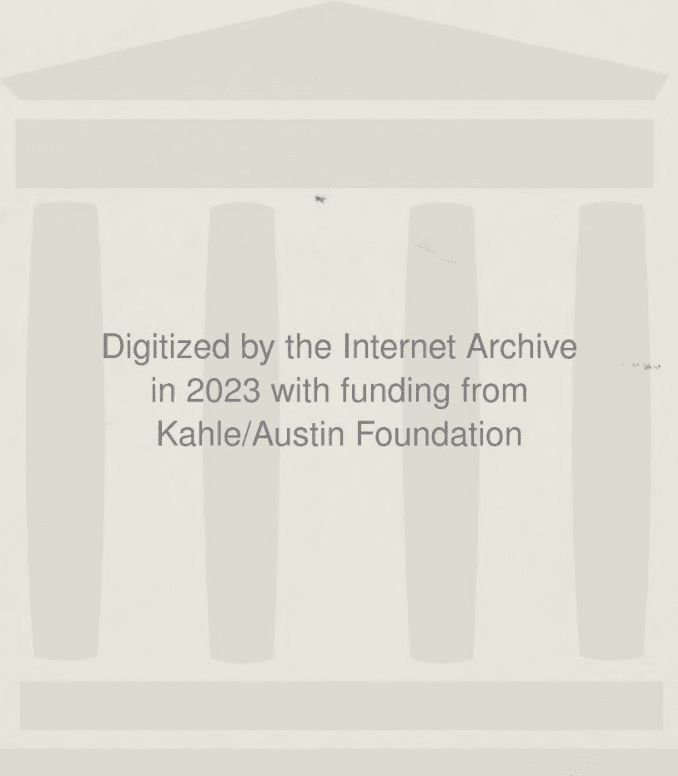 Digitized by the Internet Archive
in 2023 with funding from
Kahle/Austin Foundation